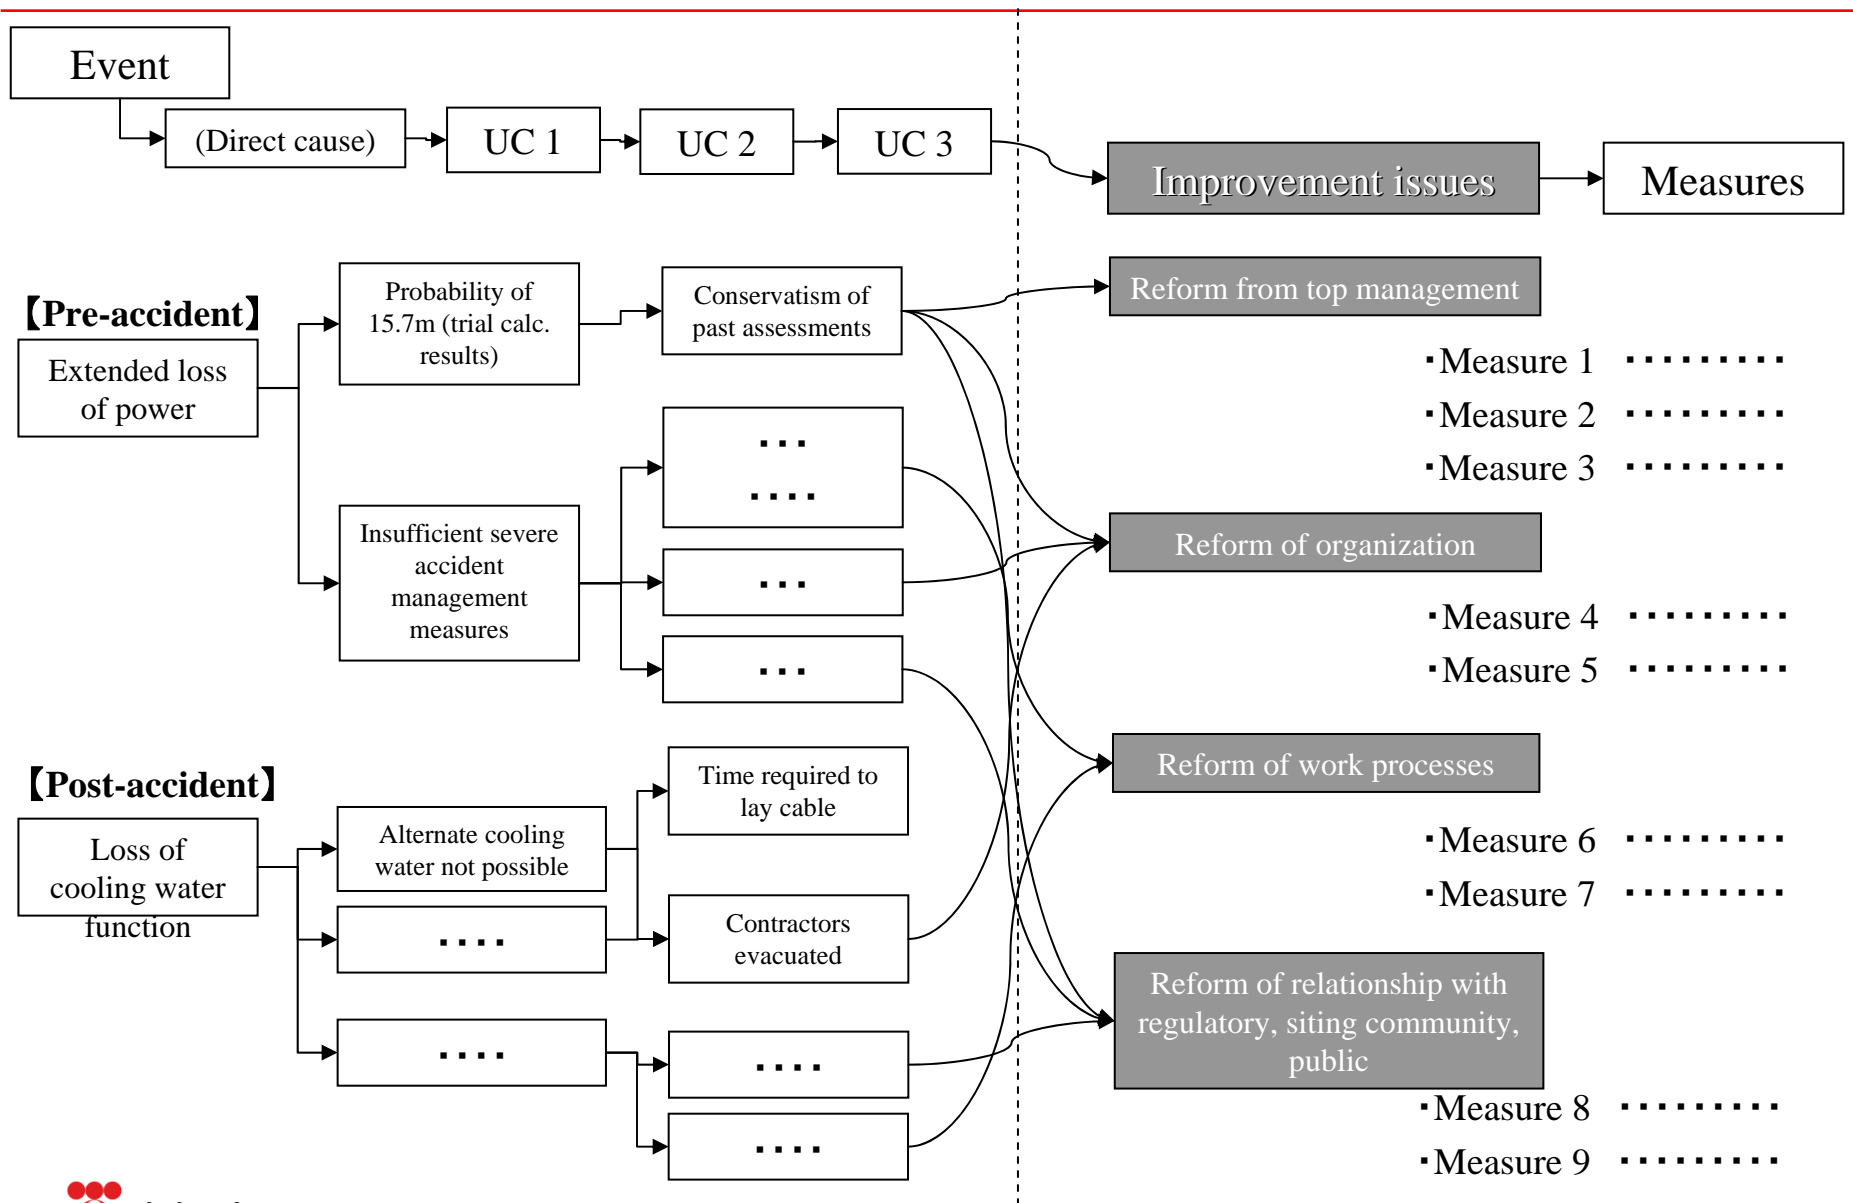 Event
(Direct cause)
UC 1
UC 2
UC 3
Improvement issues
Measures
【Pre-accident】
Extended loss
of power
Probability of
15.7m (trial calc.
results)
Conservatism of
past assessments
Insufficient severe
accident
management
measures
▪▪▪
▪▪▪▪
▪▪▪
▪▪▪
Reform from top management
▪Measure 1 ▪▪▪▪▪▪▪▪▪
▪Measure 2 ▪▪▪▪▪▪▪▪▪
▪Measure 3 ▪▪▪▪▪▪▪▪▪
Reform of organization
▪Measure 4 ▪▪▪▪▪▪▪▪▪
▪Measure 5 ▪▪▪▪▪▪▪▪▪
【Post-accident】
Loss of
cooling water
function
Alternate cooling
water not possible
▪▪▪▪
▪▪▪▪
Time required to
lay cable
Contractors
evacuated
▪▪▪▪
▪▪▪▪
Reform of work processes
▪Measure 6 ▪▪▪▪▪▪▪▪▪
▪Measure 7 ▪▪▪▪▪▪▪▪▪
Reform of relationship with
regulatory, siting community,
public
▪Measure 8 ▪▪▪▪▪▪▪▪▪
▪Measure 9 ▪▪▪▪▪▪▪▪▪